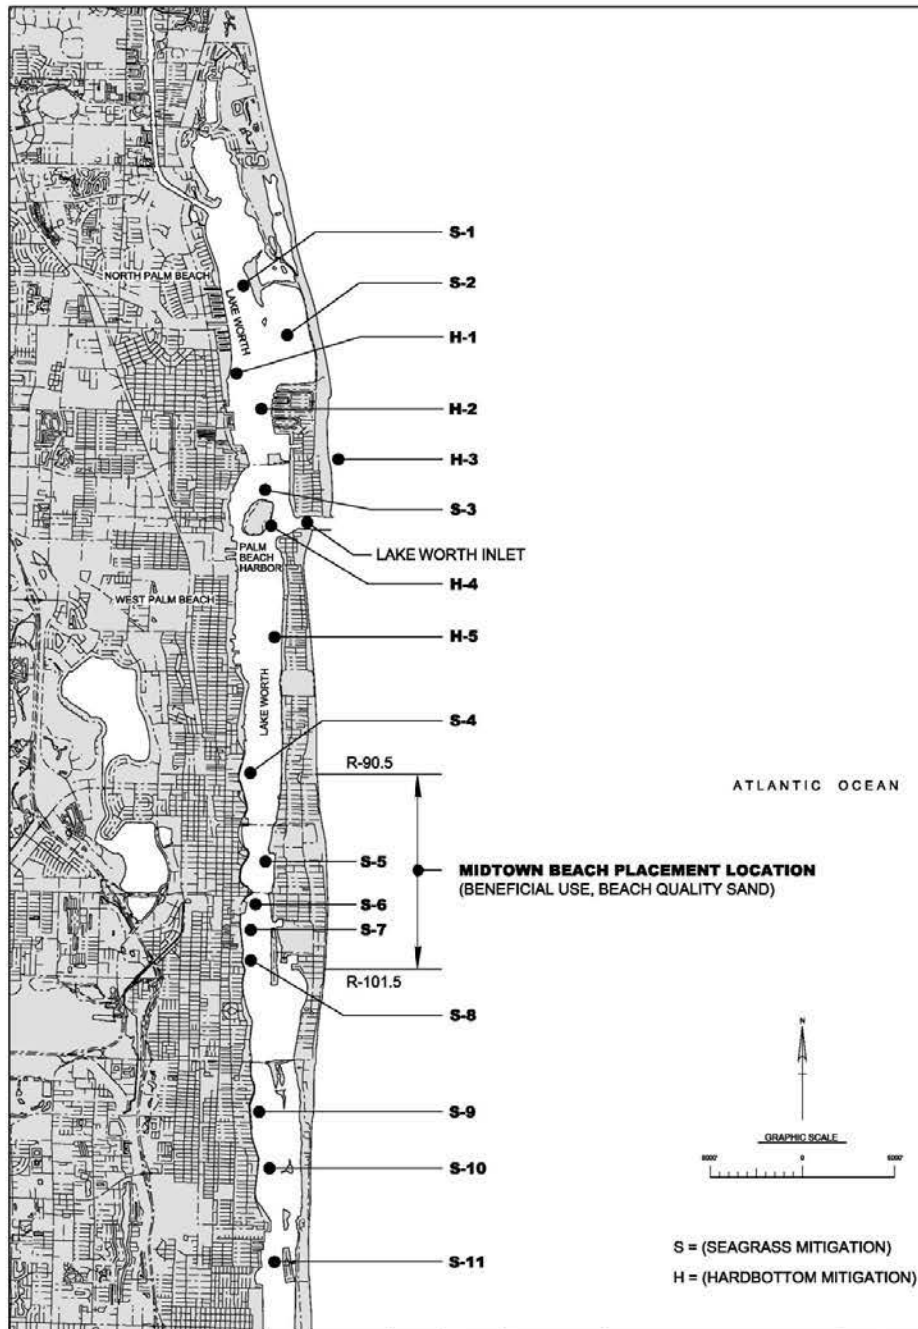 S-1
NORTH PALM BEACH
S-2
LAKE WORTH
H-1
H-2
H-3
S-3
LAKE WORTH INLET
PALM
BEACH
HARBOR
H-4
WEST PALM BEACH
H-5
LAKE WORTH
S-4
R-90.5
ATLANTIC OCEAN
S-5
MIDTOWN BEACH PLACEMENT LOCATION
(BENEFICIAL USE, BEACH QUALITY SAND)
S-6
S-7
R-101.5
S-8
N
S-9
GRAPHIC SCALE
0
S-10
S = (SEAGRASS MITIGATION)
S-11
H = (HARDBOTTOM MITIGATION)